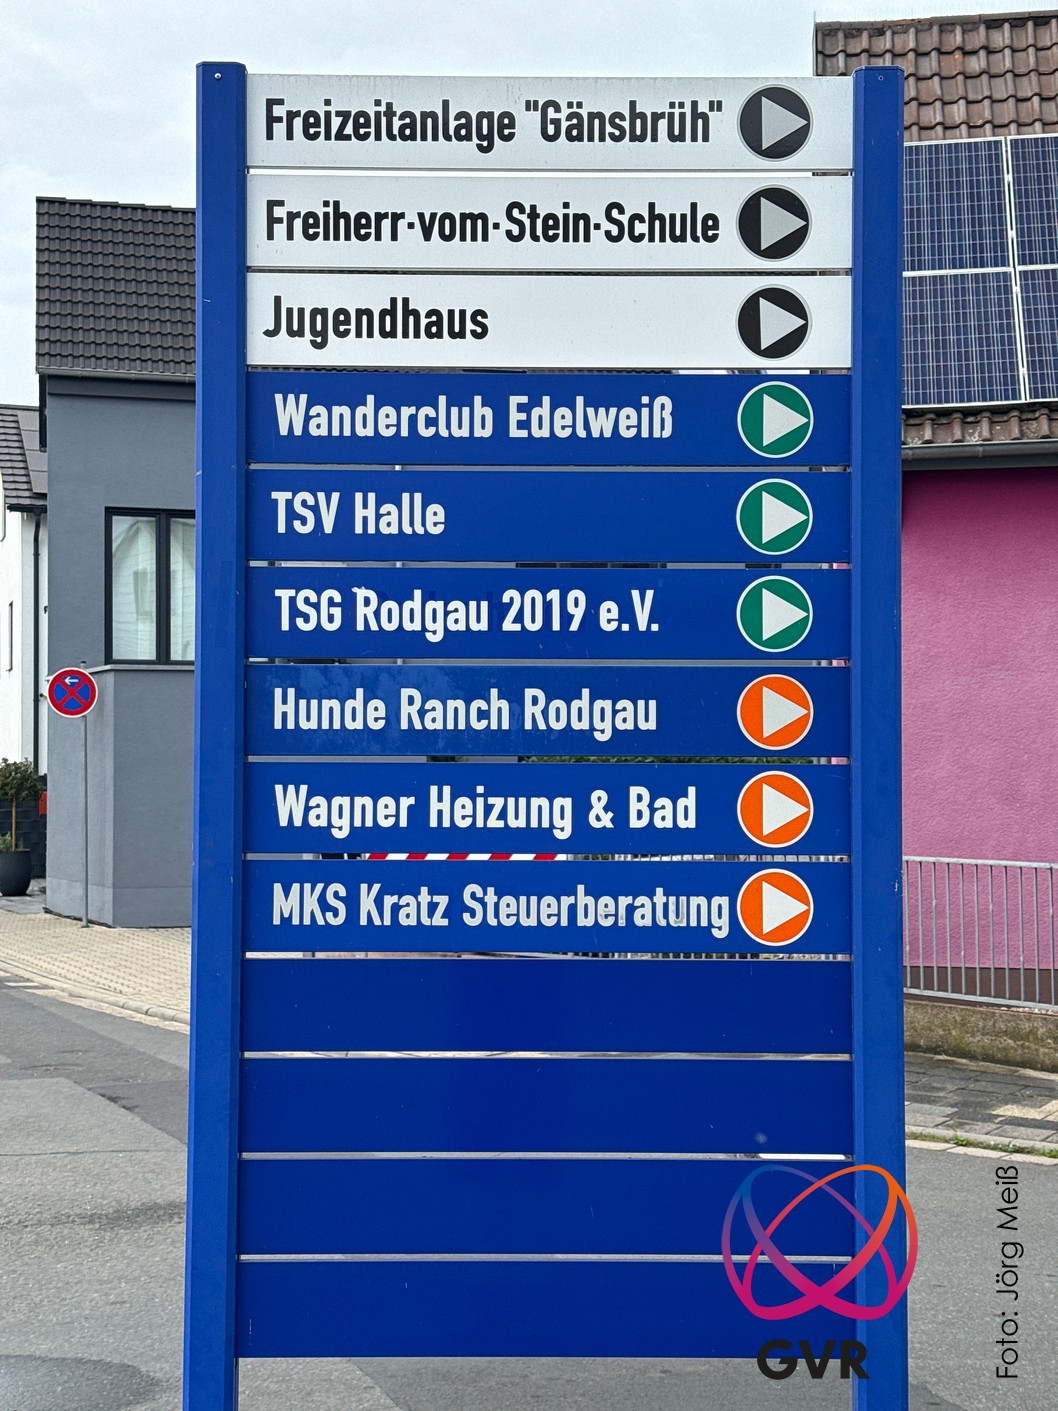 Freizeitanlage "Gänsbrüh"
Freiherr-vom-Stein-Schule
Jugendhaus
Wanderclub Edelweiß
TSV Halle
TSG Rodgau 2019 e.V.
Hunde Ranch Rodgau
Wagner Heizung & Bad
MKS Kratz Steuerberatung
GVR
Foto: Jörg Meiß